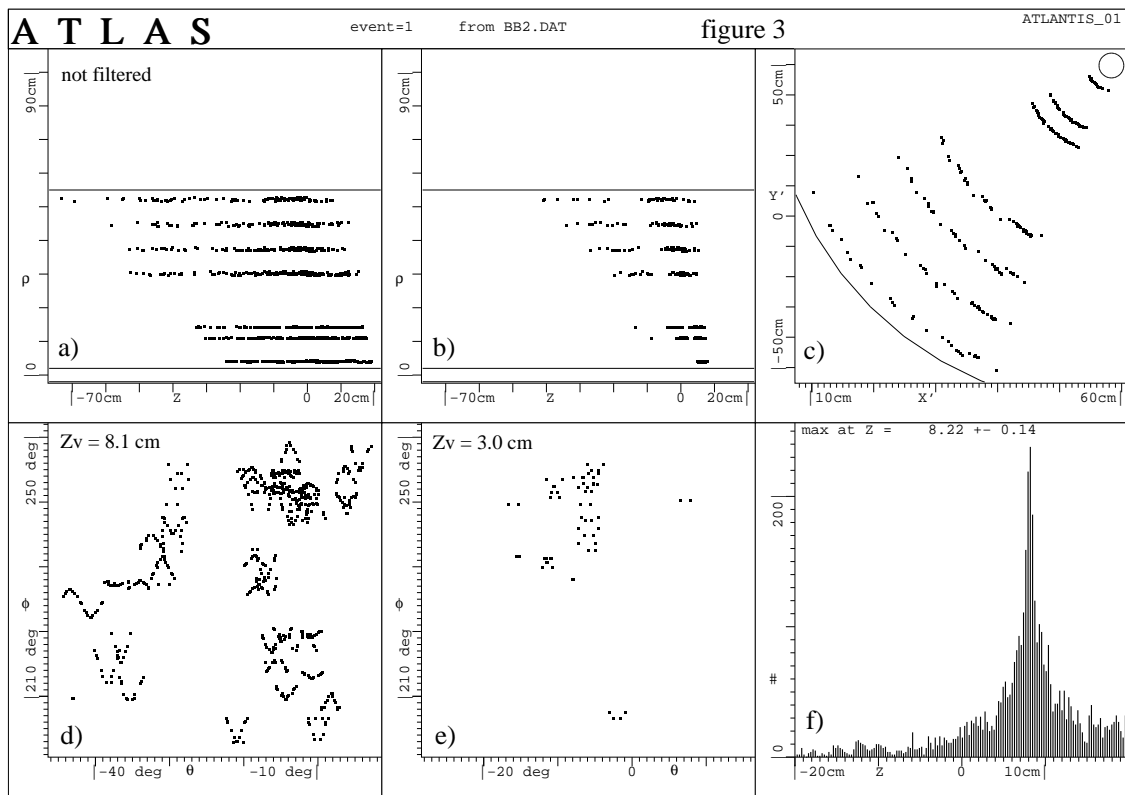 A T L A S event=1 from BB2.DAT figure 3 ATLANTIS_01
not filtered
90cm
ρ
0
a)
-70cm Z 0 20cm
90cm
ρ
0
b)
-70cm Z 0 20cm
50cm
Y'
0
-50cm
c)
10cm X' 60cm
Zv = 8.1 cm
250 deg
ϕ
210 deg
d)
-40 deg θ -10 deg
Zv = 3.0 cm
250 deg
ϕ
210 deg
e)
-20 deg 0 θ
max at Z = 8.22 +- 0.14
200
#
0
f)
-20cm Z 0 10cm